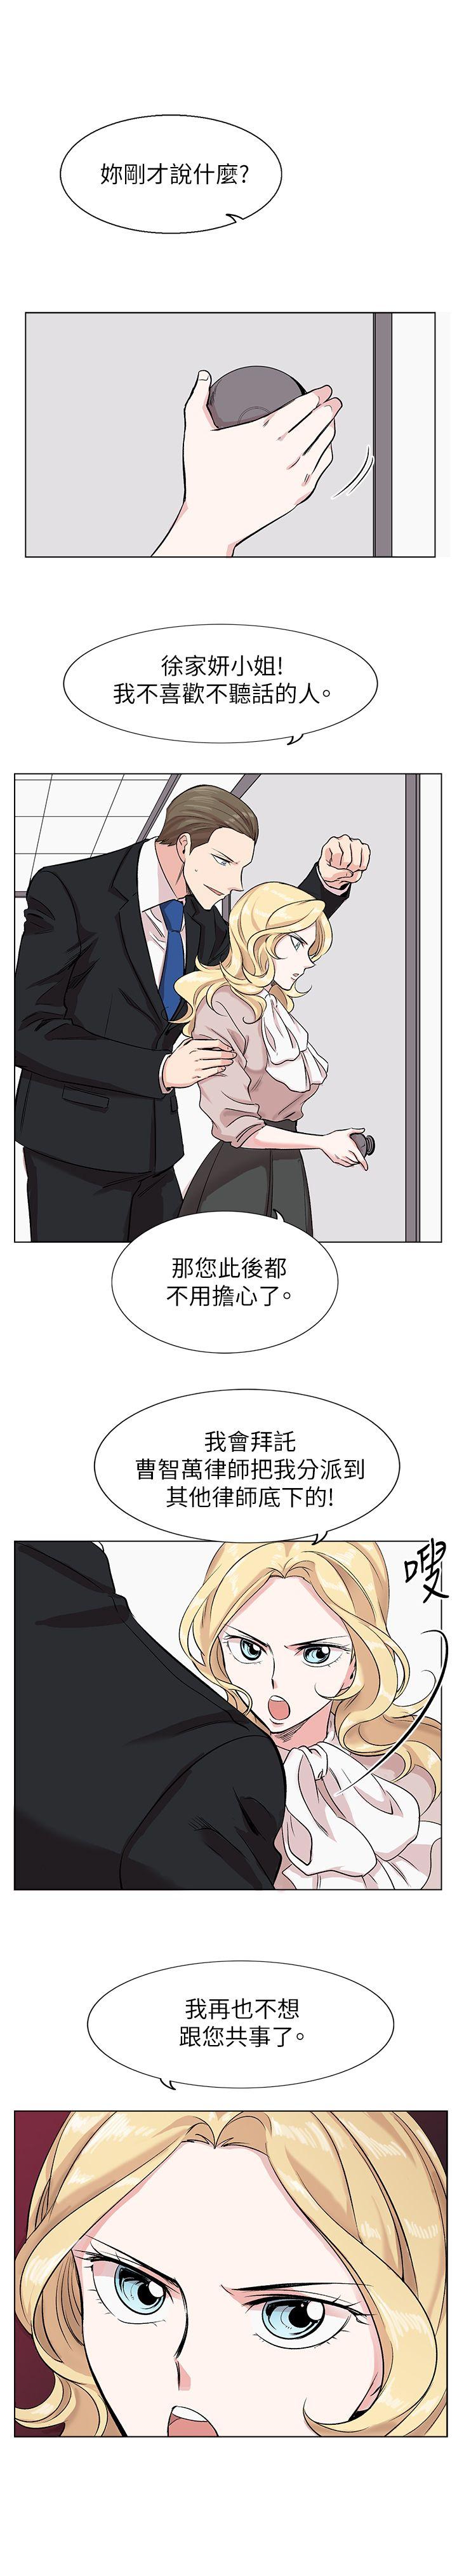 妳剛才說什麼?
徐家妍小姐!
我不喜歡不聽話的人。
那您此後都
不用擔心了。
我會拜託
曹智萬律師把我分派到
其他律師底下的!
嗖
我再也不想
跟您共事了。